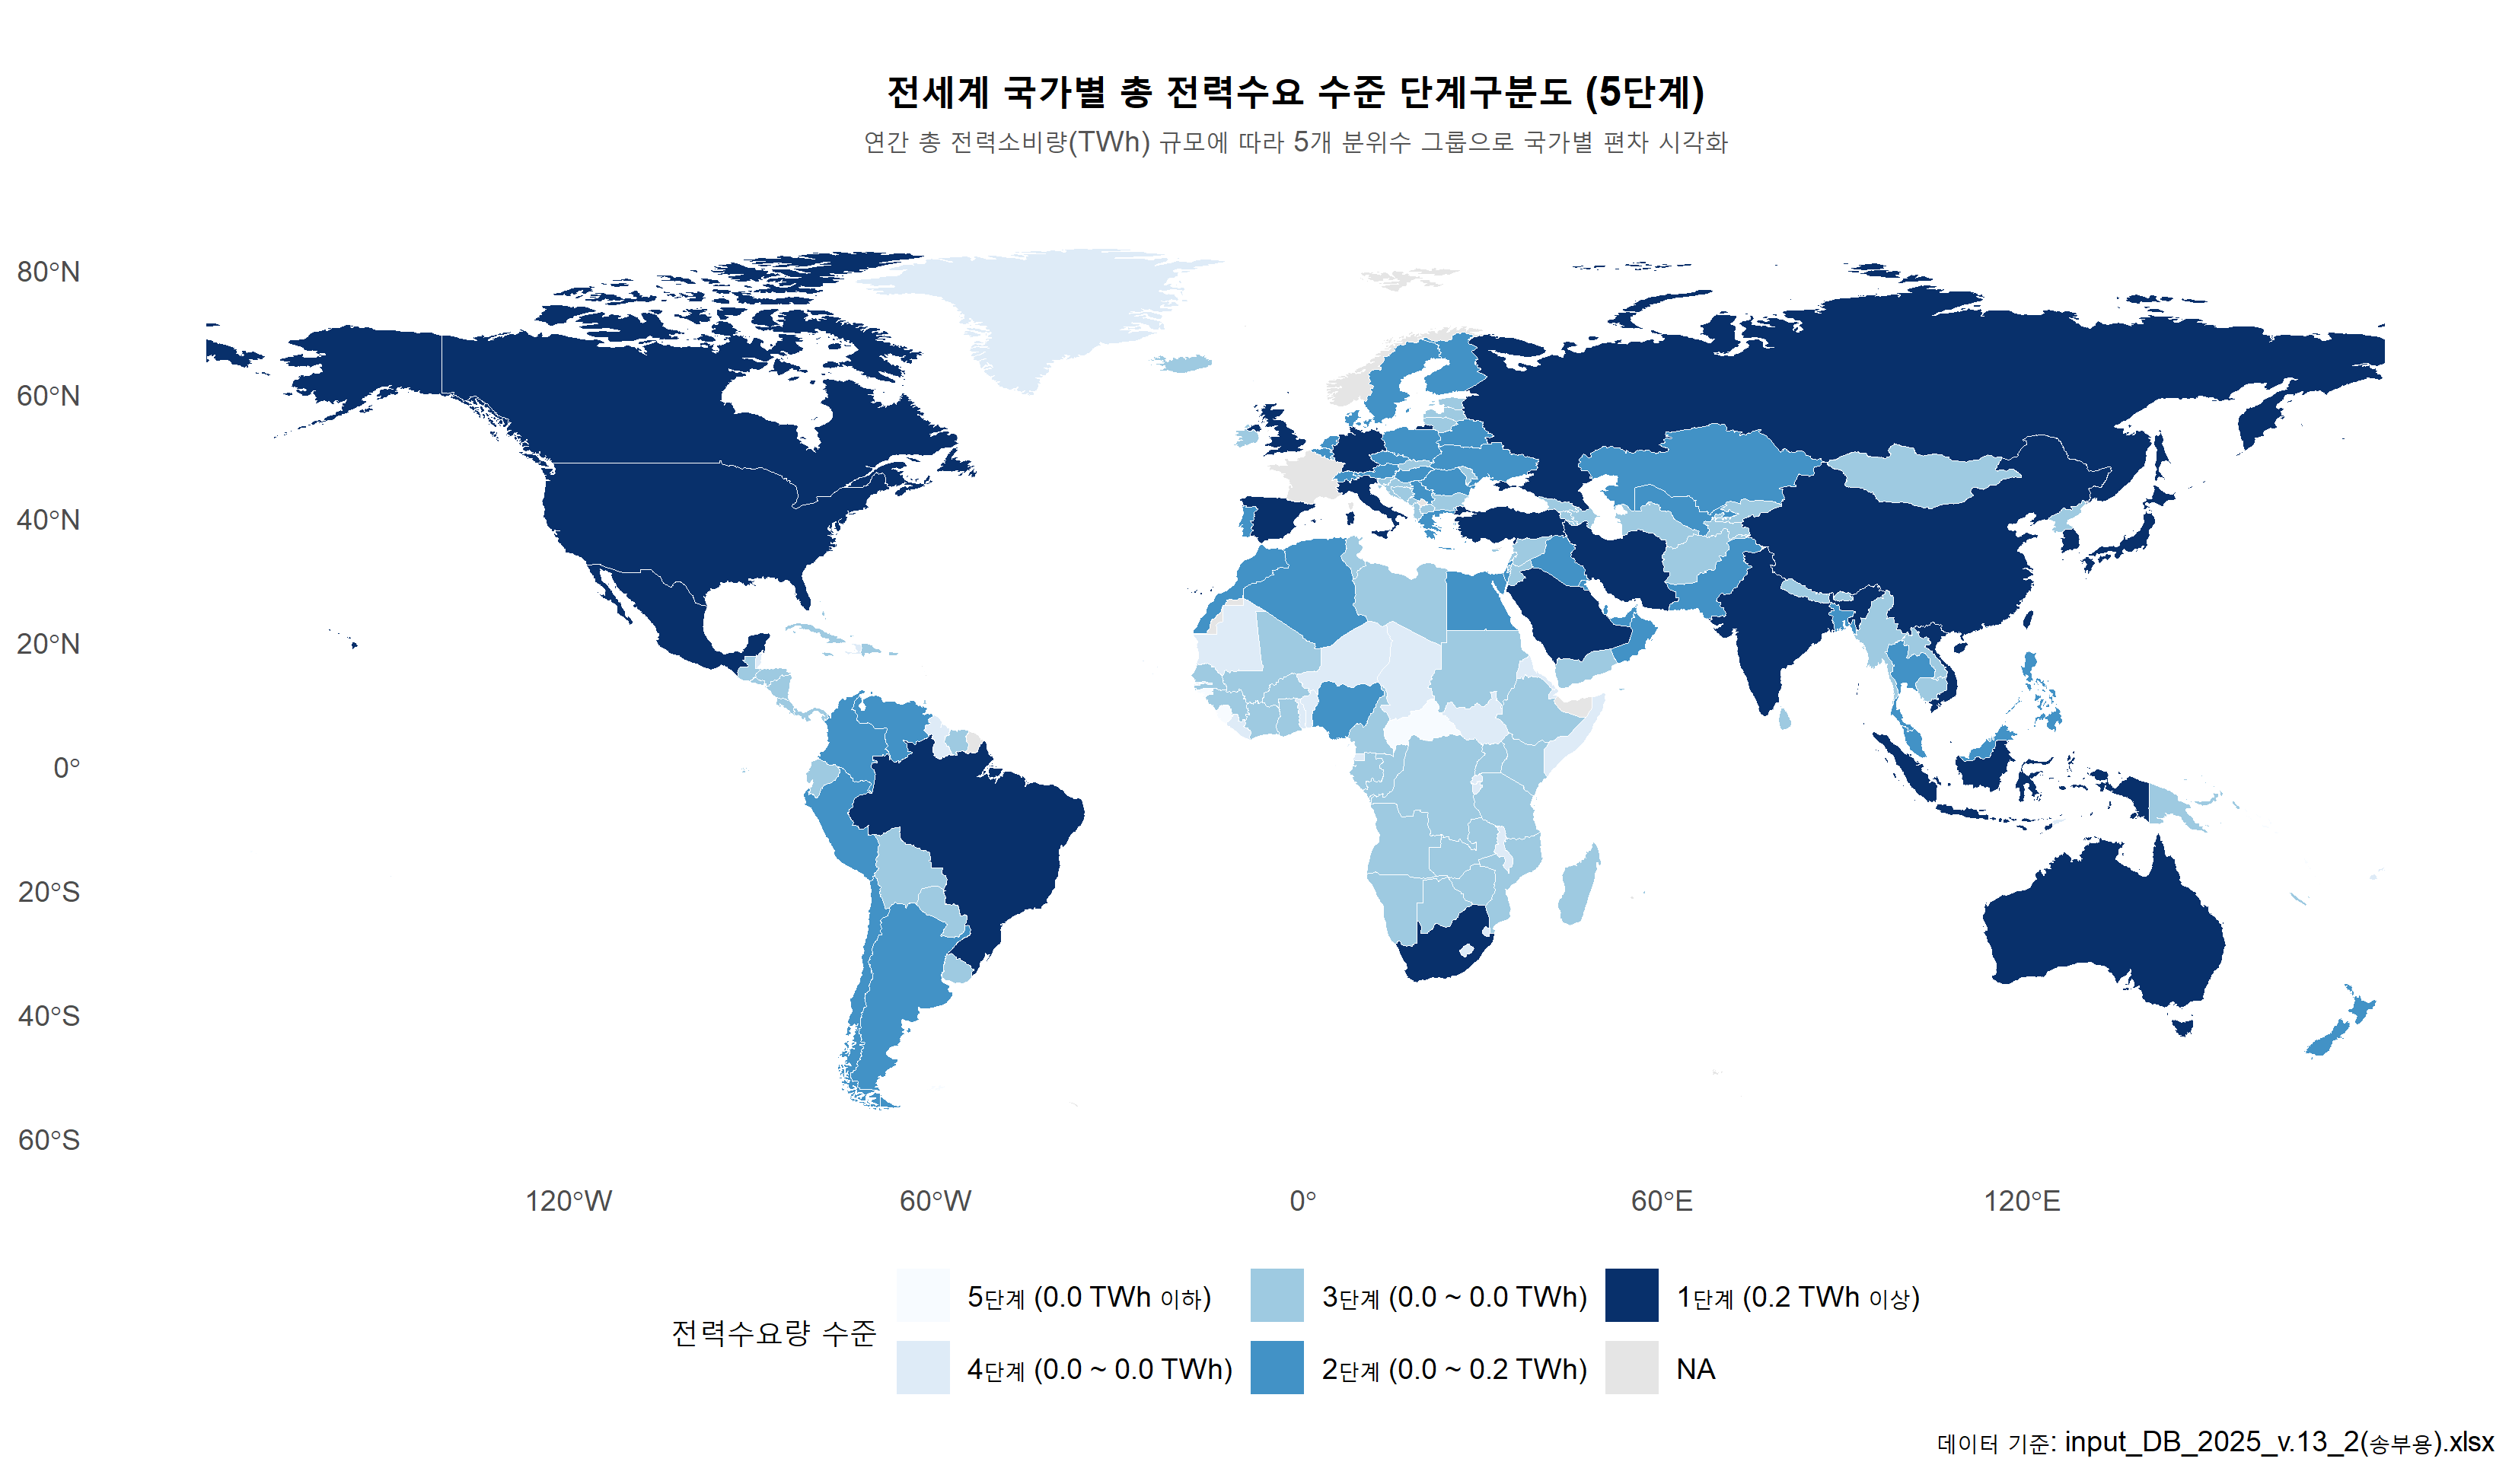 전세계 국가별 총 전력수요 수준 단계구분도 (5단계)
연간 총 전력소비량(TWh) 규모에 따라 5개 분위수 그룹으로 국가별 편차 시각화
80°N
60°N
40°N
20°N
0°
20°S
40°S
60°S
120°W 60°W 0° 60°E 120°E
전력수요량 수준
5단계 (0.0 TWh 이하) 3단계 (0.0 ~ 0.0 TWh) 1단계 (0.2 TWh 이상)
4단계 (0.0 ~ 0.0 TWh) 2단계 (0.0 ~ 0.2 TWh) NA
데이터 기준: input_DB_2025_v.13_2(송부용).xlsx